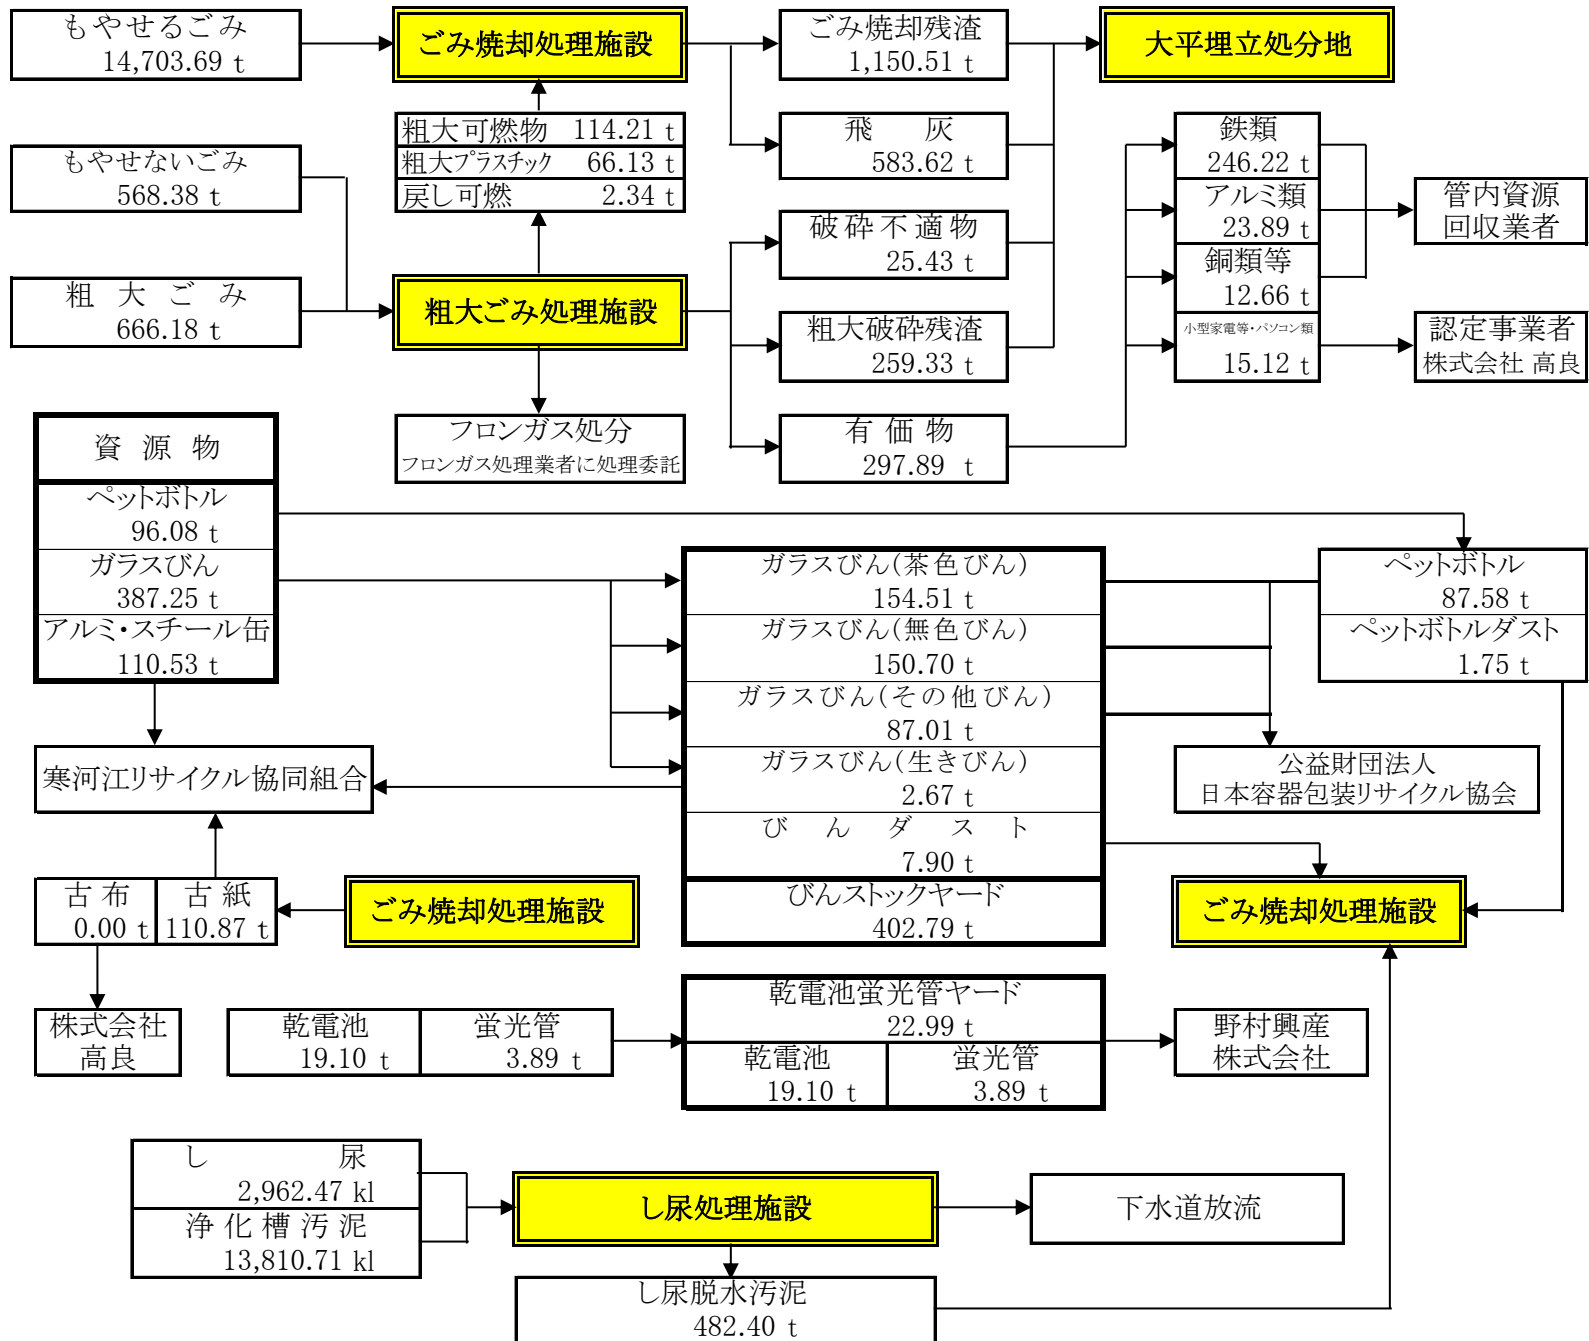 もやせるごみ
14,703.69 t
ごみ焼却処理施設
ごみ焼却残渣
1,150.51 t
大平埋立処分地
粗大可燃物 114.21 t
粗大プラスチック 66.13 t
戻し可燃 2.34 t
飛灰
583.62 t
鉄類
246.22 t
もやせないごみ
568.38 t
アルミ類
23.89 t
管内資源
回収業者
破砕不適物
25.43 t
銅類等
12.66 t
粗大ごみ
666.18 t
粗大ごみ処理施設
粗大破砕残渣
259.33 t
小型家電等・パソコン類
15.12 t
認定事業者
株式会社 高良
フロンガス処分
フロンガス処理業者に処理委託
有価物
297.89 t
資源物
ペットボトル
96.08 t
ガラスびん
387.25 t
アルミ・スチール缶
110.53 t
ガラスびん(茶色びん)
154.51 t
ガラスびん(無色びん)
150.70 t
ガラスびん(その他びん)
87.01 t
ガラスびん(生きびん)
2.67 t
びんダスト
7.90 t
びんストックヤード
402.79 t
ペットボトル
87.58 t
ペットボトルダスト
1.75 t
寒河江リサイクル協同組合
公益財団法人
日本容器包装リサイクル協会
古布
0.00 t
古紙
110.87 t
ごみ焼却処理施設
ごみ焼却処理施設
株式会社
高良
乾電池
19.10 t
蛍光管
3.89 t
乾電池蛍光管ヤード
22.99 t
乾電池
19.10 t
蛍光管
3.89 t
野村興産
株式会社
し尿
2,962.47 kl
浄化槽汚泥
13,810.71 kl
し尿処理施設
下水道放流
し尿脱水汚泥
482.40 t